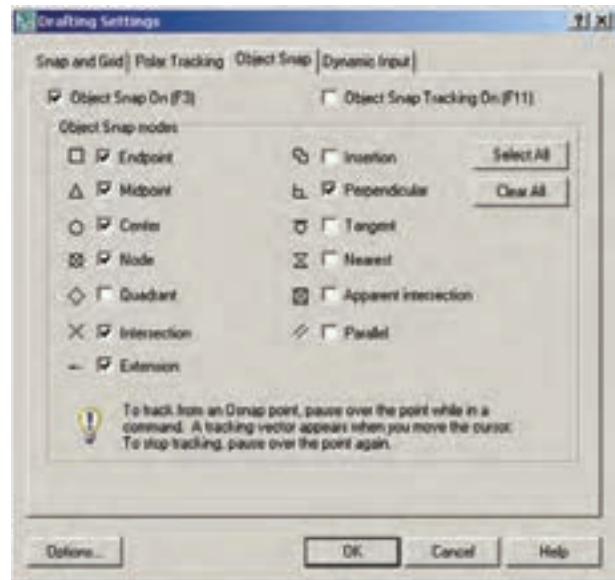 Drafting Settings
Snap and Grid Polar Tracking Object Snap Dynamic Input
Object Snap On (F3) Object Snap Tracking On (F11)
Object Snap modes
Endpoint Insertion Select All
Midpoint Perpendicular Clear All
Center Tangent
Node Nearest
Quadrant Apparent intersection
Intersection Parallel
Extension
To track from an Osnap point, pause over the point while in a
command. A tracking vector appears when you move the cursor.
To stop tracking, pause over the point again.
Options... OK Cancel Help